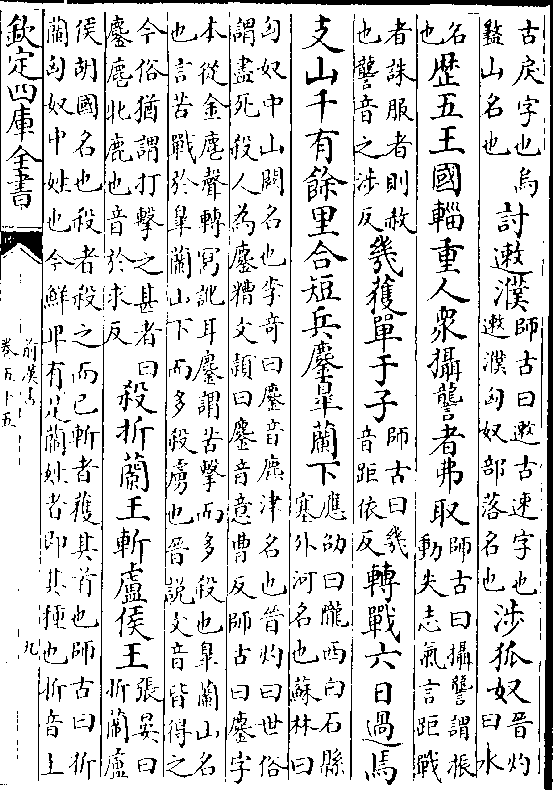 古戾字也烏盭山名也討遫濮師古曰遫古速字也遫濮匈奴部落名也涉狐奴晉灼曰水
名也歴五王國輜重人衆攝讋者弗取師古曰攝讋謂振動失志氣言距戰
者誅服者則赦也讋音之涉反幾獲單于子師古曰幾音距依反轉戰六日過焉
支山千有餘里合短兵鏖臯蘭下應劭曰隴西白石縣塞外河名也蘇林曰
匈奴中山關名也李奇曰鏖音麃津名也晉灼曰世俗謂盡死殺人為鏖糟文頴曰鏖音意曹反師古曰鏖字
本從金麀聲轉寫訛耳鏖謂苦擊而多殺也臯蘭山名也言苦戰於臯蘭山下而多殺虜也晉説文音皆得之
今俗猶謂打擊之甚者曰鏖麀牝鹿也音於求反殺折蘭王斬盧侯王張晏曰折蘭盧
侯胡國名也殺者殺之而已斬者獲其首也師古曰折蘭匈奴中姓也今鮮卑有是蘭姓者即其種也折音上
欽定四庫全書
前漢書
卷五十五
九